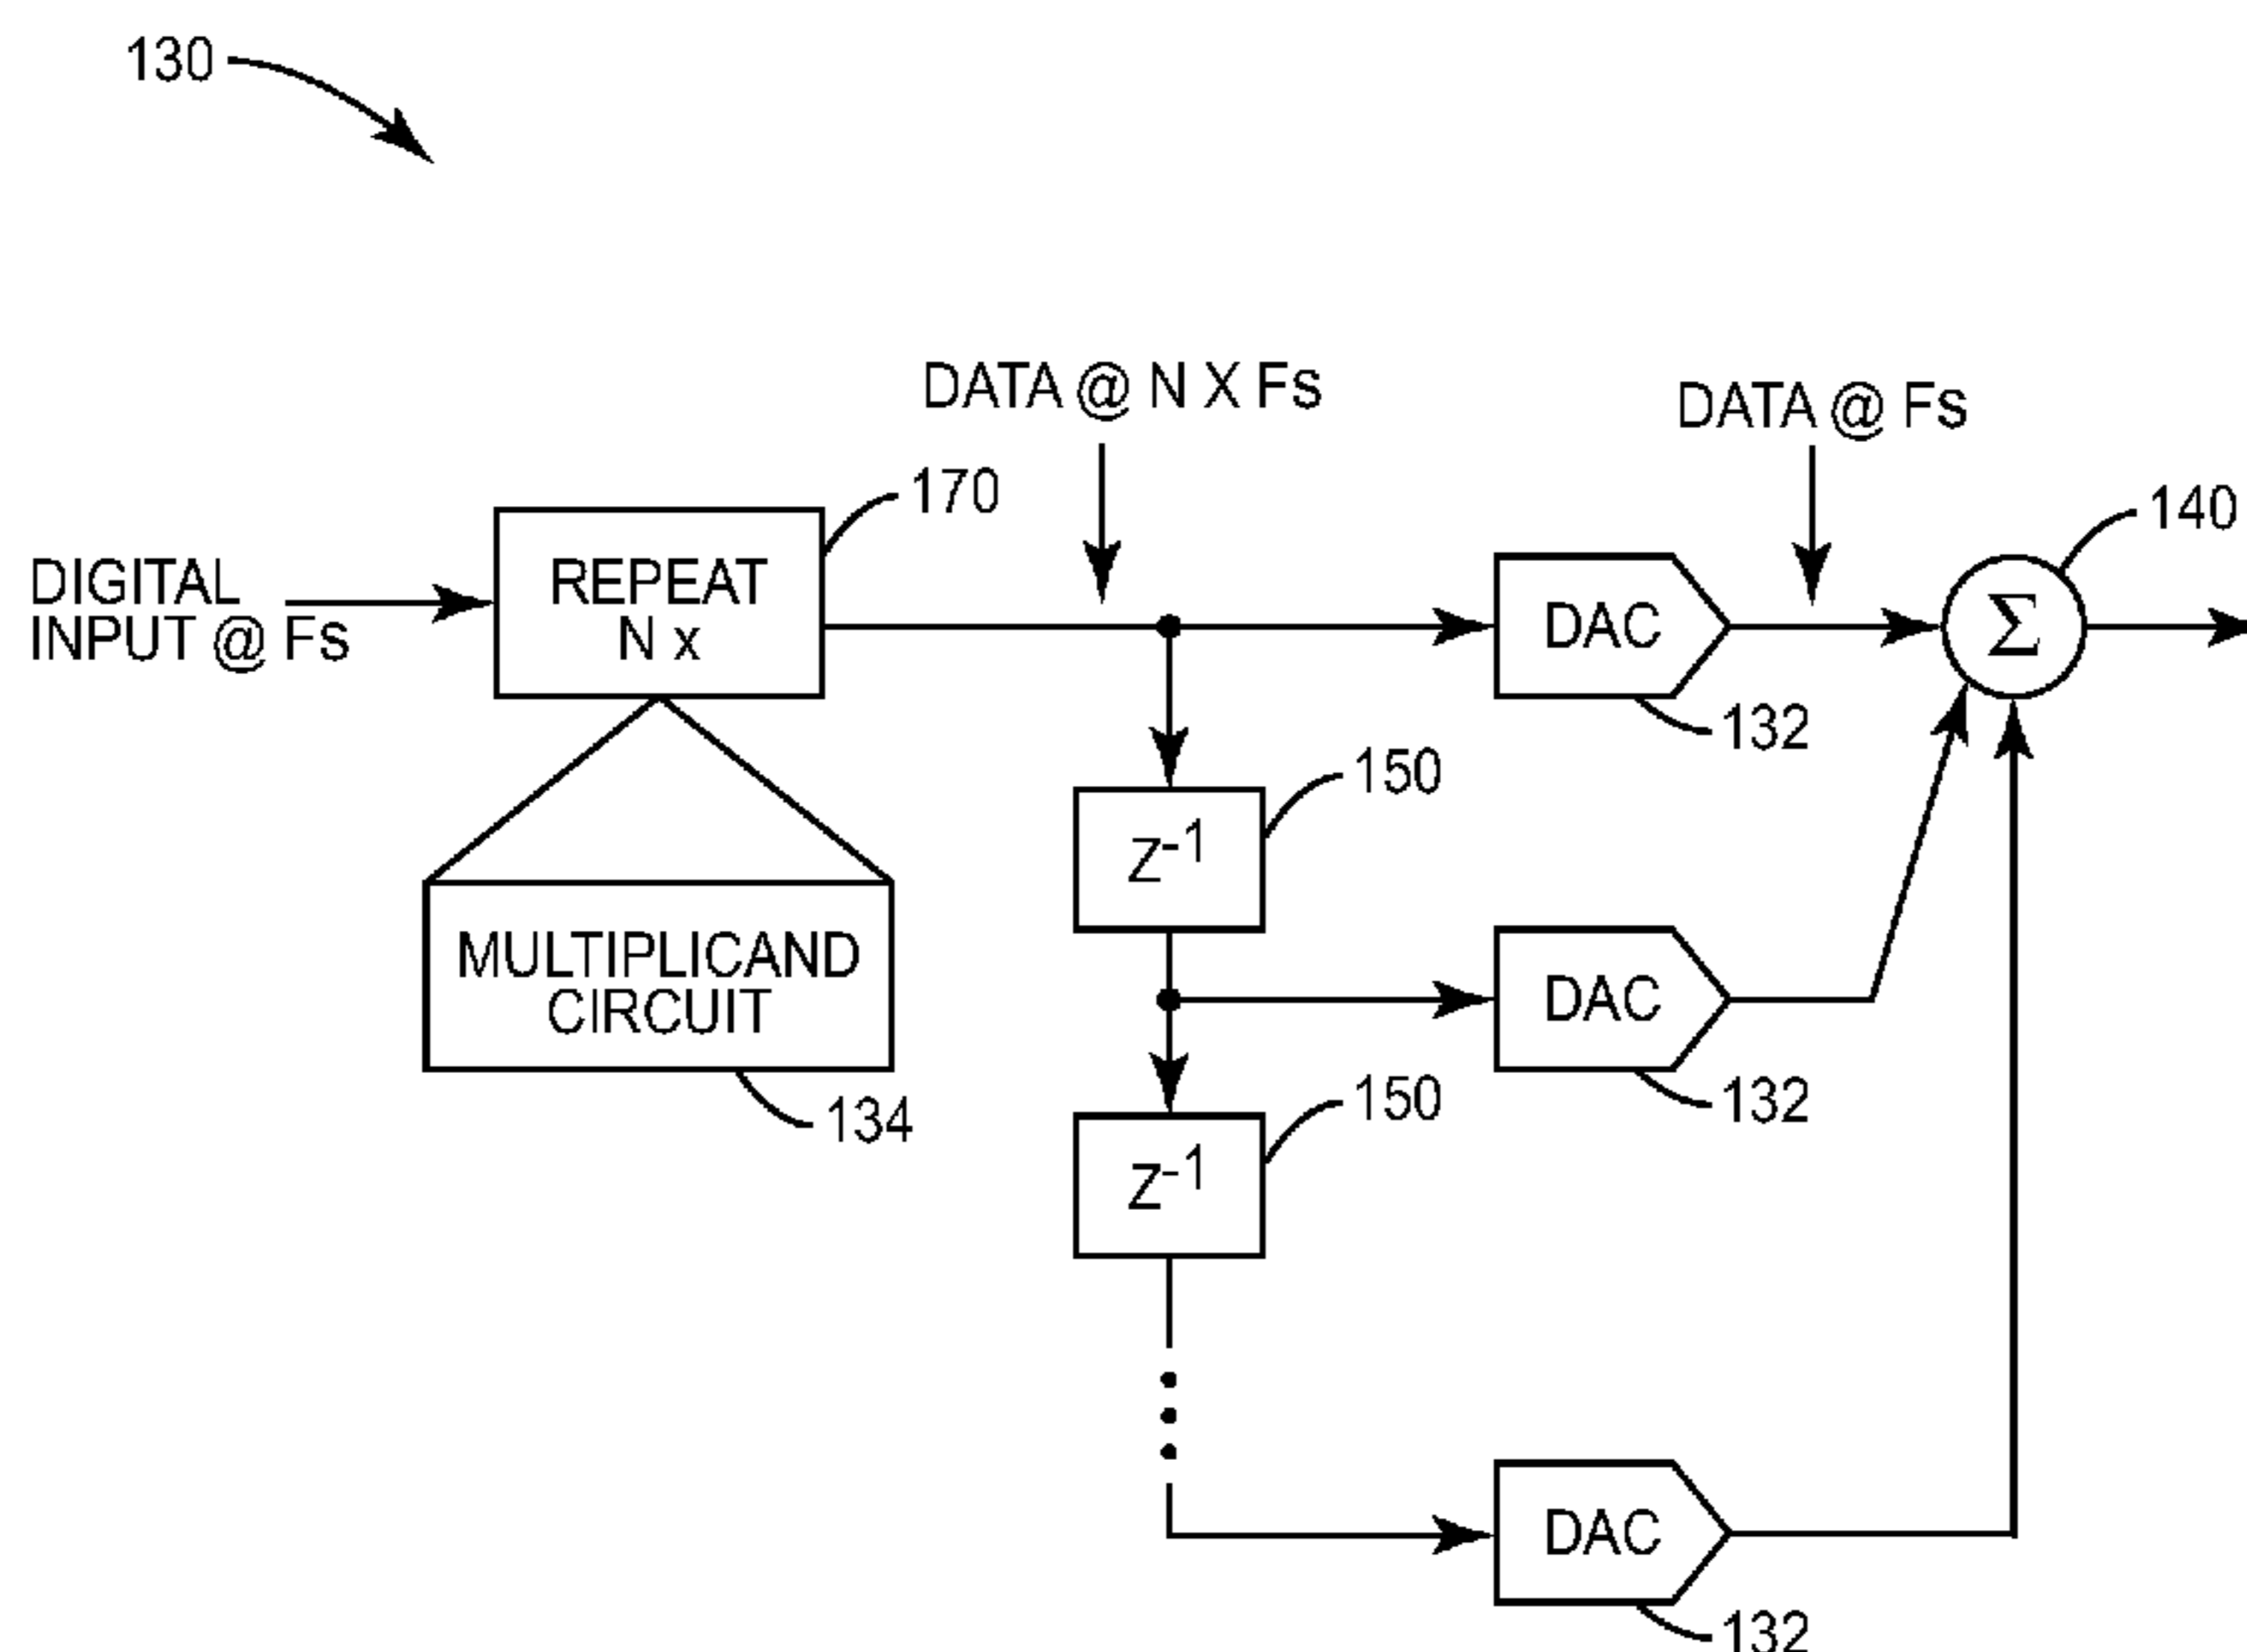 130
DATA @ N X Fs
DATA @ Fs
170
140
DIGITAL
INPUT @ Fs
REPEAT
N x
DAC
Σ
132
150
Z-1
MULTIPLICAND
CIRCUIT
DAC
134
150
132
Z-1
DAC
132